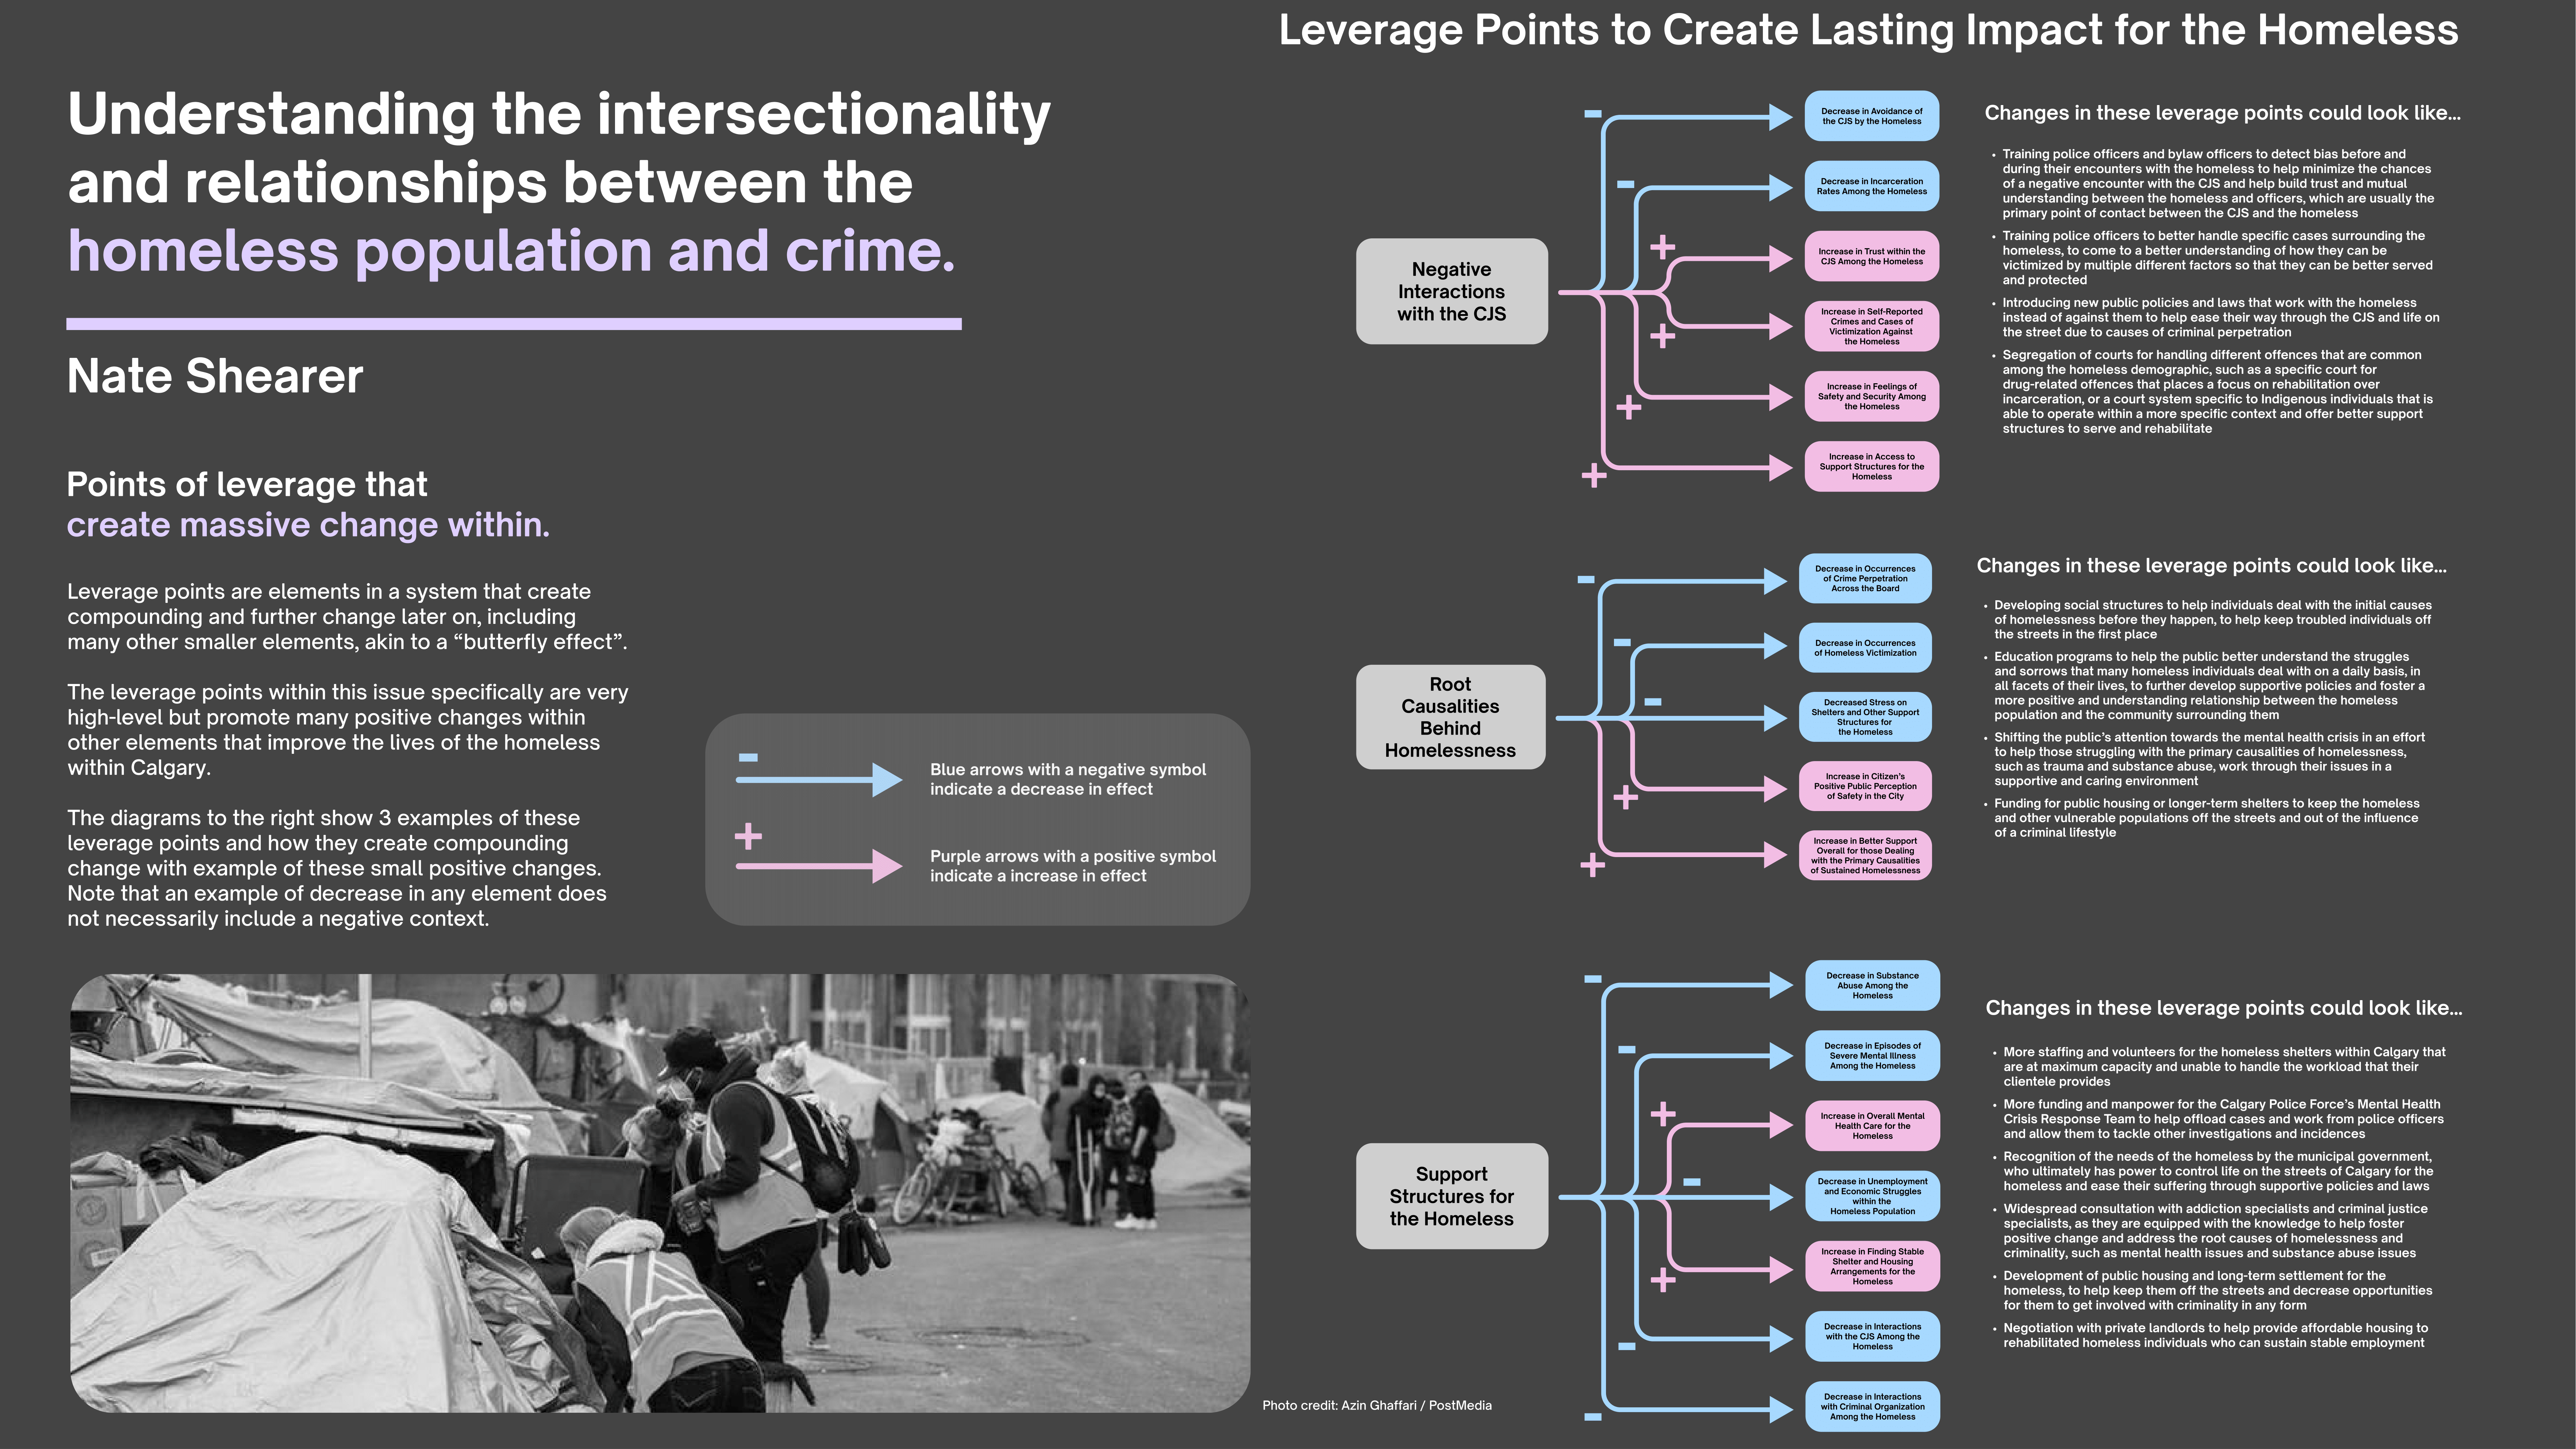 Understanding the intersectionality
and relationships between the
homeless population and crime.
Nate Shearer
Points of leverage that
create massive change within.
Leverage points are elements in a system that create
compounding and further change later on, including
many other smaller elements, akin to a “butterfly effect”.
The leverage points within this issue specifically are very
high-level but promote many positive changes within
other elements that improve the lives of the homeless
within Calgary.
The diagrams to the right show 3 examples of these
leverage points and how they create compounding
change with example of these small positive changes.
Note that an example of decrease in any element does
not necessarily include a negative context.
-
Blue arrows with a negative symbol
indicate a decrease in effect
+
Purple arrows with a positive symbol
indicate a increase in effect
Photo credit: Azin Ghaffari / PostMedia
Leverage Points to Create Lasting Impact for the Homeless
Negative
Interactions
with the CJS
-
Decrease in Avoidance of
the CJS by the Homeless
-
Decrease in Incarceration
Rates Among the Homeless
+
Increase in Trust within the
CJS Among the Homeless
+
Increase in Self-Reported
Crimes and Cases of
Victimization Against
the Homeless
+
Increase in Feelings of
Safety and Security Among
the Homeless
+
Increase in Access to
Support Structures for the
Homeless
Changes in these leverage points could look like...
• Training police officers and bylaw officers to detect bias before and
during their encounters with the homeless to help minimize the chances
of a negative encounter with the CJS and help build trust and mutual
understanding between the homeless and officers, which are usually the
primary point of contact between the CJS and the homeless
• Training police officers to better handle specific cases surrounding the
homeless, to come to a better understanding of how they can be
victimized by multiple different factors so that they can be better served
and protected
• Introducing new public policies and laws that work with the homeless
instead of against them to help ease their way through the CJS and life on
the street due to causes of criminal perpetration
• Segregation of courts for handling different offences that are common
among the homeless demographic, such as a specific court for
drug-related offences that places a focus on rehabilitation over
incarceration, or a court system specific to Indigenous individuals that is
able to operate within a more specific context and offer better support
structures to serve and rehabilitate
Root
Causalities
Behind
Homelessness
-
Decrease in Occurrences
of Crime Perpetration
Across the Board
-
Decrease in Occurrences
of Homeless Victimization
-
Decreased Stress on
Shelters and Other Support
Structures for
the Homeless
+
Increase in Citizen's
Positive Public Perception
of Safety in the City
+
Increase in Better Support
Overall for those Dealing
with the Primary Causalities
of Sustained Homelessness
Changes in these leverage points could look like...
• Developing social structures to help individuals deal with the initial causes
of homelessness before they happen, to help keep troubled individuals off
the streets in the first place
• Education programs to help the public better understand the struggles
and sorrows that many homeless individuals deal with on a daily basis, in
all facets of their lives, to further develop supportive policies and foster a
more positive and understanding relationship between the homeless
population and the community surrounding them
• Shifting the public's attention towards the mental health crisis in an effort
to help those struggling with the primary causalities of homelessness,
such as trauma and substance abuse, work through their issues in a
supportive and caring environment
• Funding for public housing or longer-term shelters to keep the homeless
and other vulnerable populations off the streets and out of the influence
of a criminal lifestyle
Support
Structures for
the Homeless
-
Decrease in Substance
Abuse Among the
Homeless
-
Decrease in Episodes of
Severe Mental Illness
Among the Homeless
+
Increase in Overall Mental
Health Care for the
Homeless
-
Decrease in Unemployment
and Economic Struggles
within the
Homeless Population
+
Increase in Finding Stable
Shelter and Housing
Arrangements for the
Homeless
-
Decrease in Interactions
with the CJS Among the
Homeless
-
Decrease in Interactions
with Criminal Organization
Among the Homeless
Changes in these leverage points could look like...
• More staffing and volunteers for the homeless shelters within Calgary that
are at maximum capacity and unable to handle the workload that their
clientele provides
• More funding and manpower for the Calgary Police Force's Mental Health
Crisis Response Team to help offload cases and work from police officers
and allow them to tackle other investigations and incidences
• Recognition of the needs of the homeless by the municipal government,
who ultimately has power to control life on the streets of Calgary for the
homeless and ease their suffering through supportive policies and laws
• Widespread consultation with addiction specialists and criminal justice
specialists, as they are equipped with the knowledge to help foster
positive change and address the root causes of homelessness and
criminality, such as mental health issues and substance abuse issues
• Development of public housing and long-term settlement for the
homeless, to help keep them off the streets and decrease opportunities
for them to get involved with criminality in any form
• Negotiation with private landlords to help provide affordable housing to
rehabilitated homeless individuals who can sustain stable employment